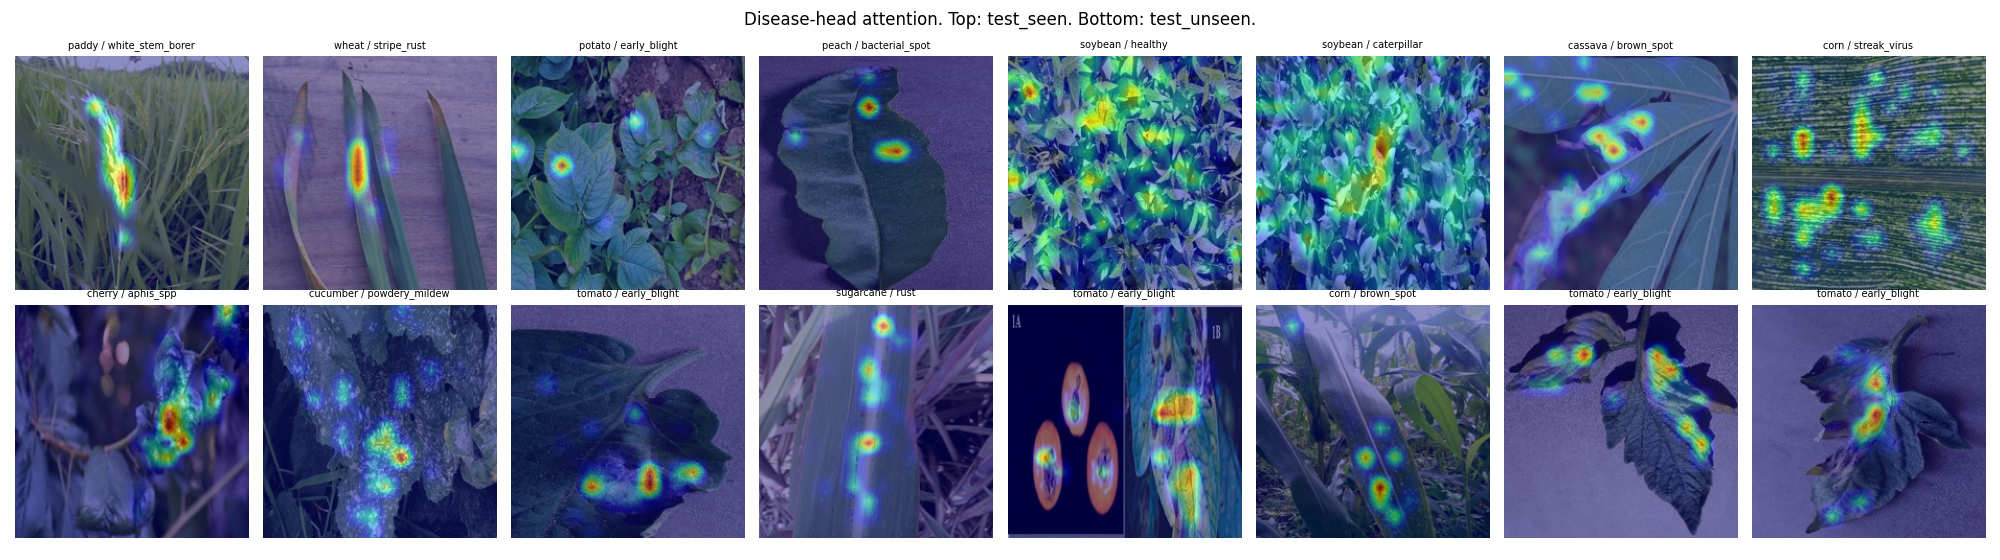 Disease-head attention. Top: test_seen. Bottom: test_unseen.
paddy / white_stem_borer
wheat / stripe_rust
potato / early_blight
peach / bacterial_spot
soybean / healthy
soybean / caterpillar
cassava / brown_spot
corn / streak_virus
cherry / aphis_spp
cucumber / powdery_mildew
tomato / early_blight
sugarcane / rust
tomato / early_blight
corn / brown_spot
tomato / early_blight
tomato / early_blight
1A
1B